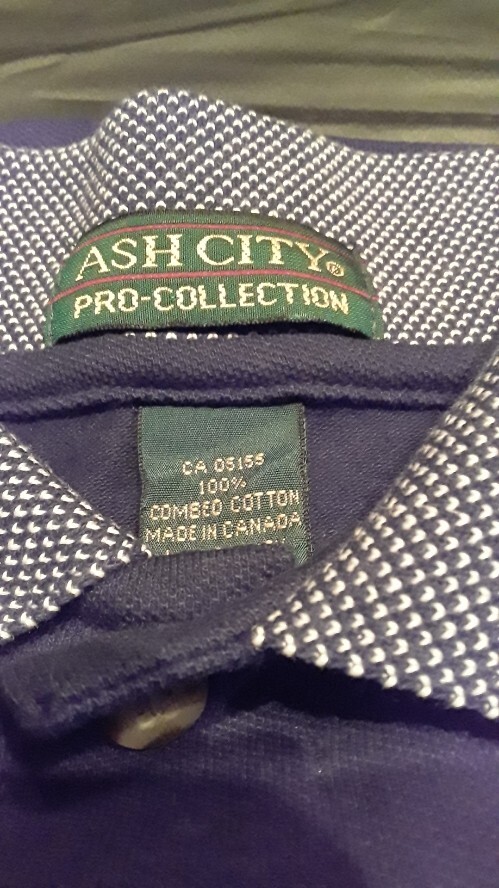 ASH CITY®
PRO-COLLECTION
CA 05155
100%
COMBED COTTON
MADE IN CANADA